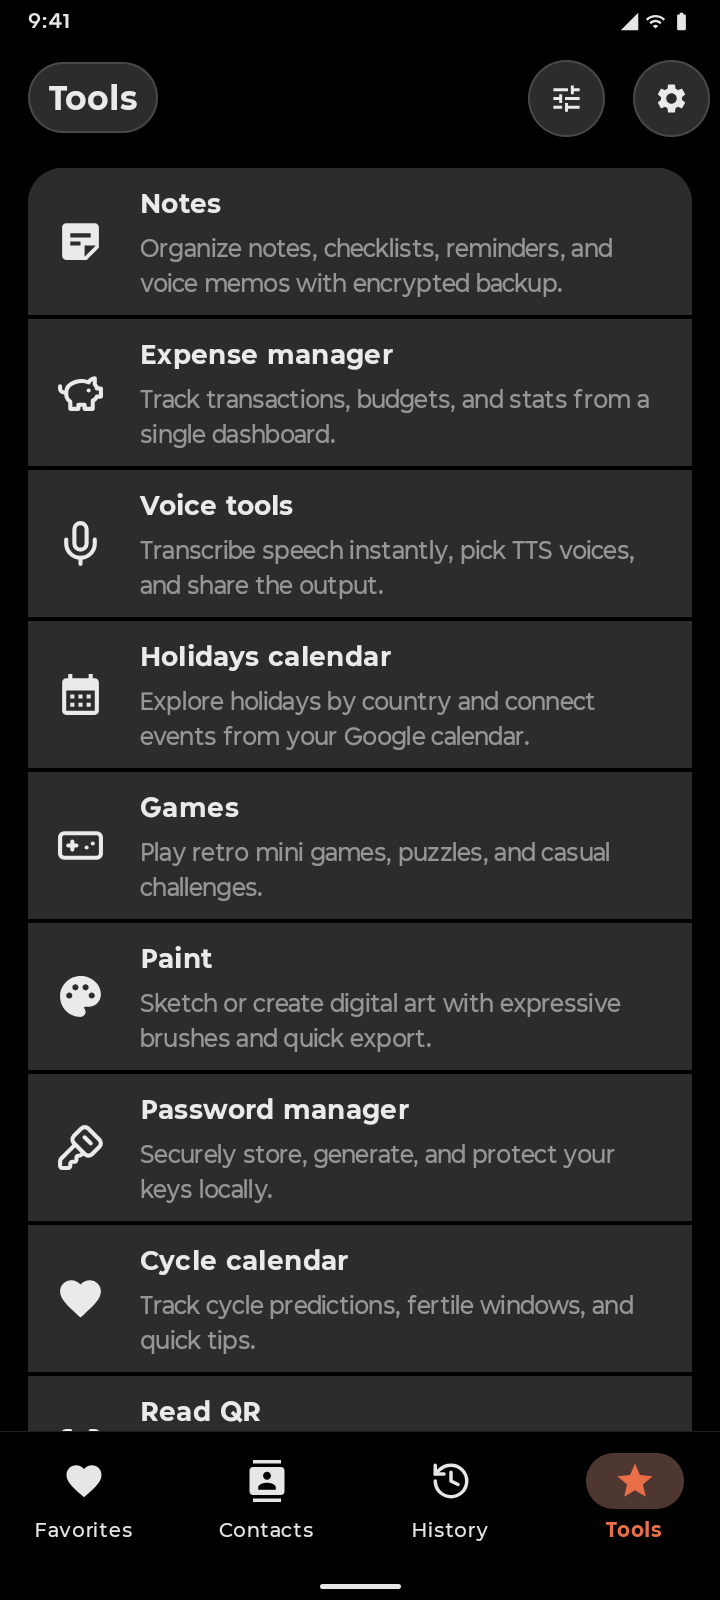 9:41
Tools
Notes
Organize notes, checklists, reminders, and
voice memos with encrypted backup.
Expense manager
Track transactions, budgets, and stats from a
single dashboard.
Voice tools
Transcribe speech instantly, pick TTS voices,
and share the output.
Holidays calendar
Explore holidays by country and connect
events from your Google calendar.
Games
Play retro mini games, puzzles, and casual
challenges.
Paint
Sketch or create digital art with expressive
brushes and quick export.
Password manager
Securely store, generate, and protect your
keys locally.
Cycle calendar
Track cycle predictions, fertile windows, and
quick tips.
Read QR
Favorites
Contacts
History
Tools